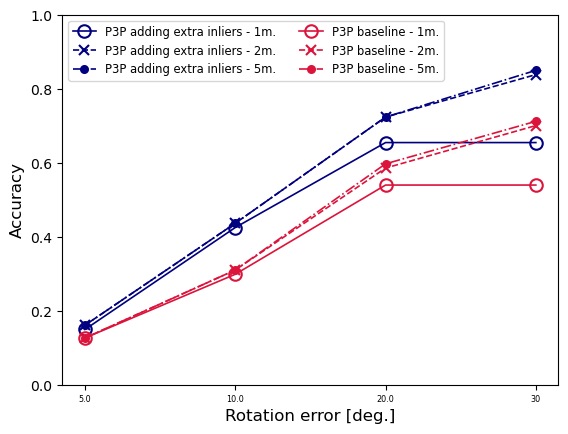 P3P adding extra inliers - 1m.
P3P adding extra inliers - 2m.
P3P adding extra inliers - 5m.
P3P baseline - 1m.
P3P baseline - 2m.
P3P baseline - 5m.
1.0
0.8
0.6
0.4
0.2
0.0
Accuracy
5.0 10.0 20.0 30
Rotation error [deg.]